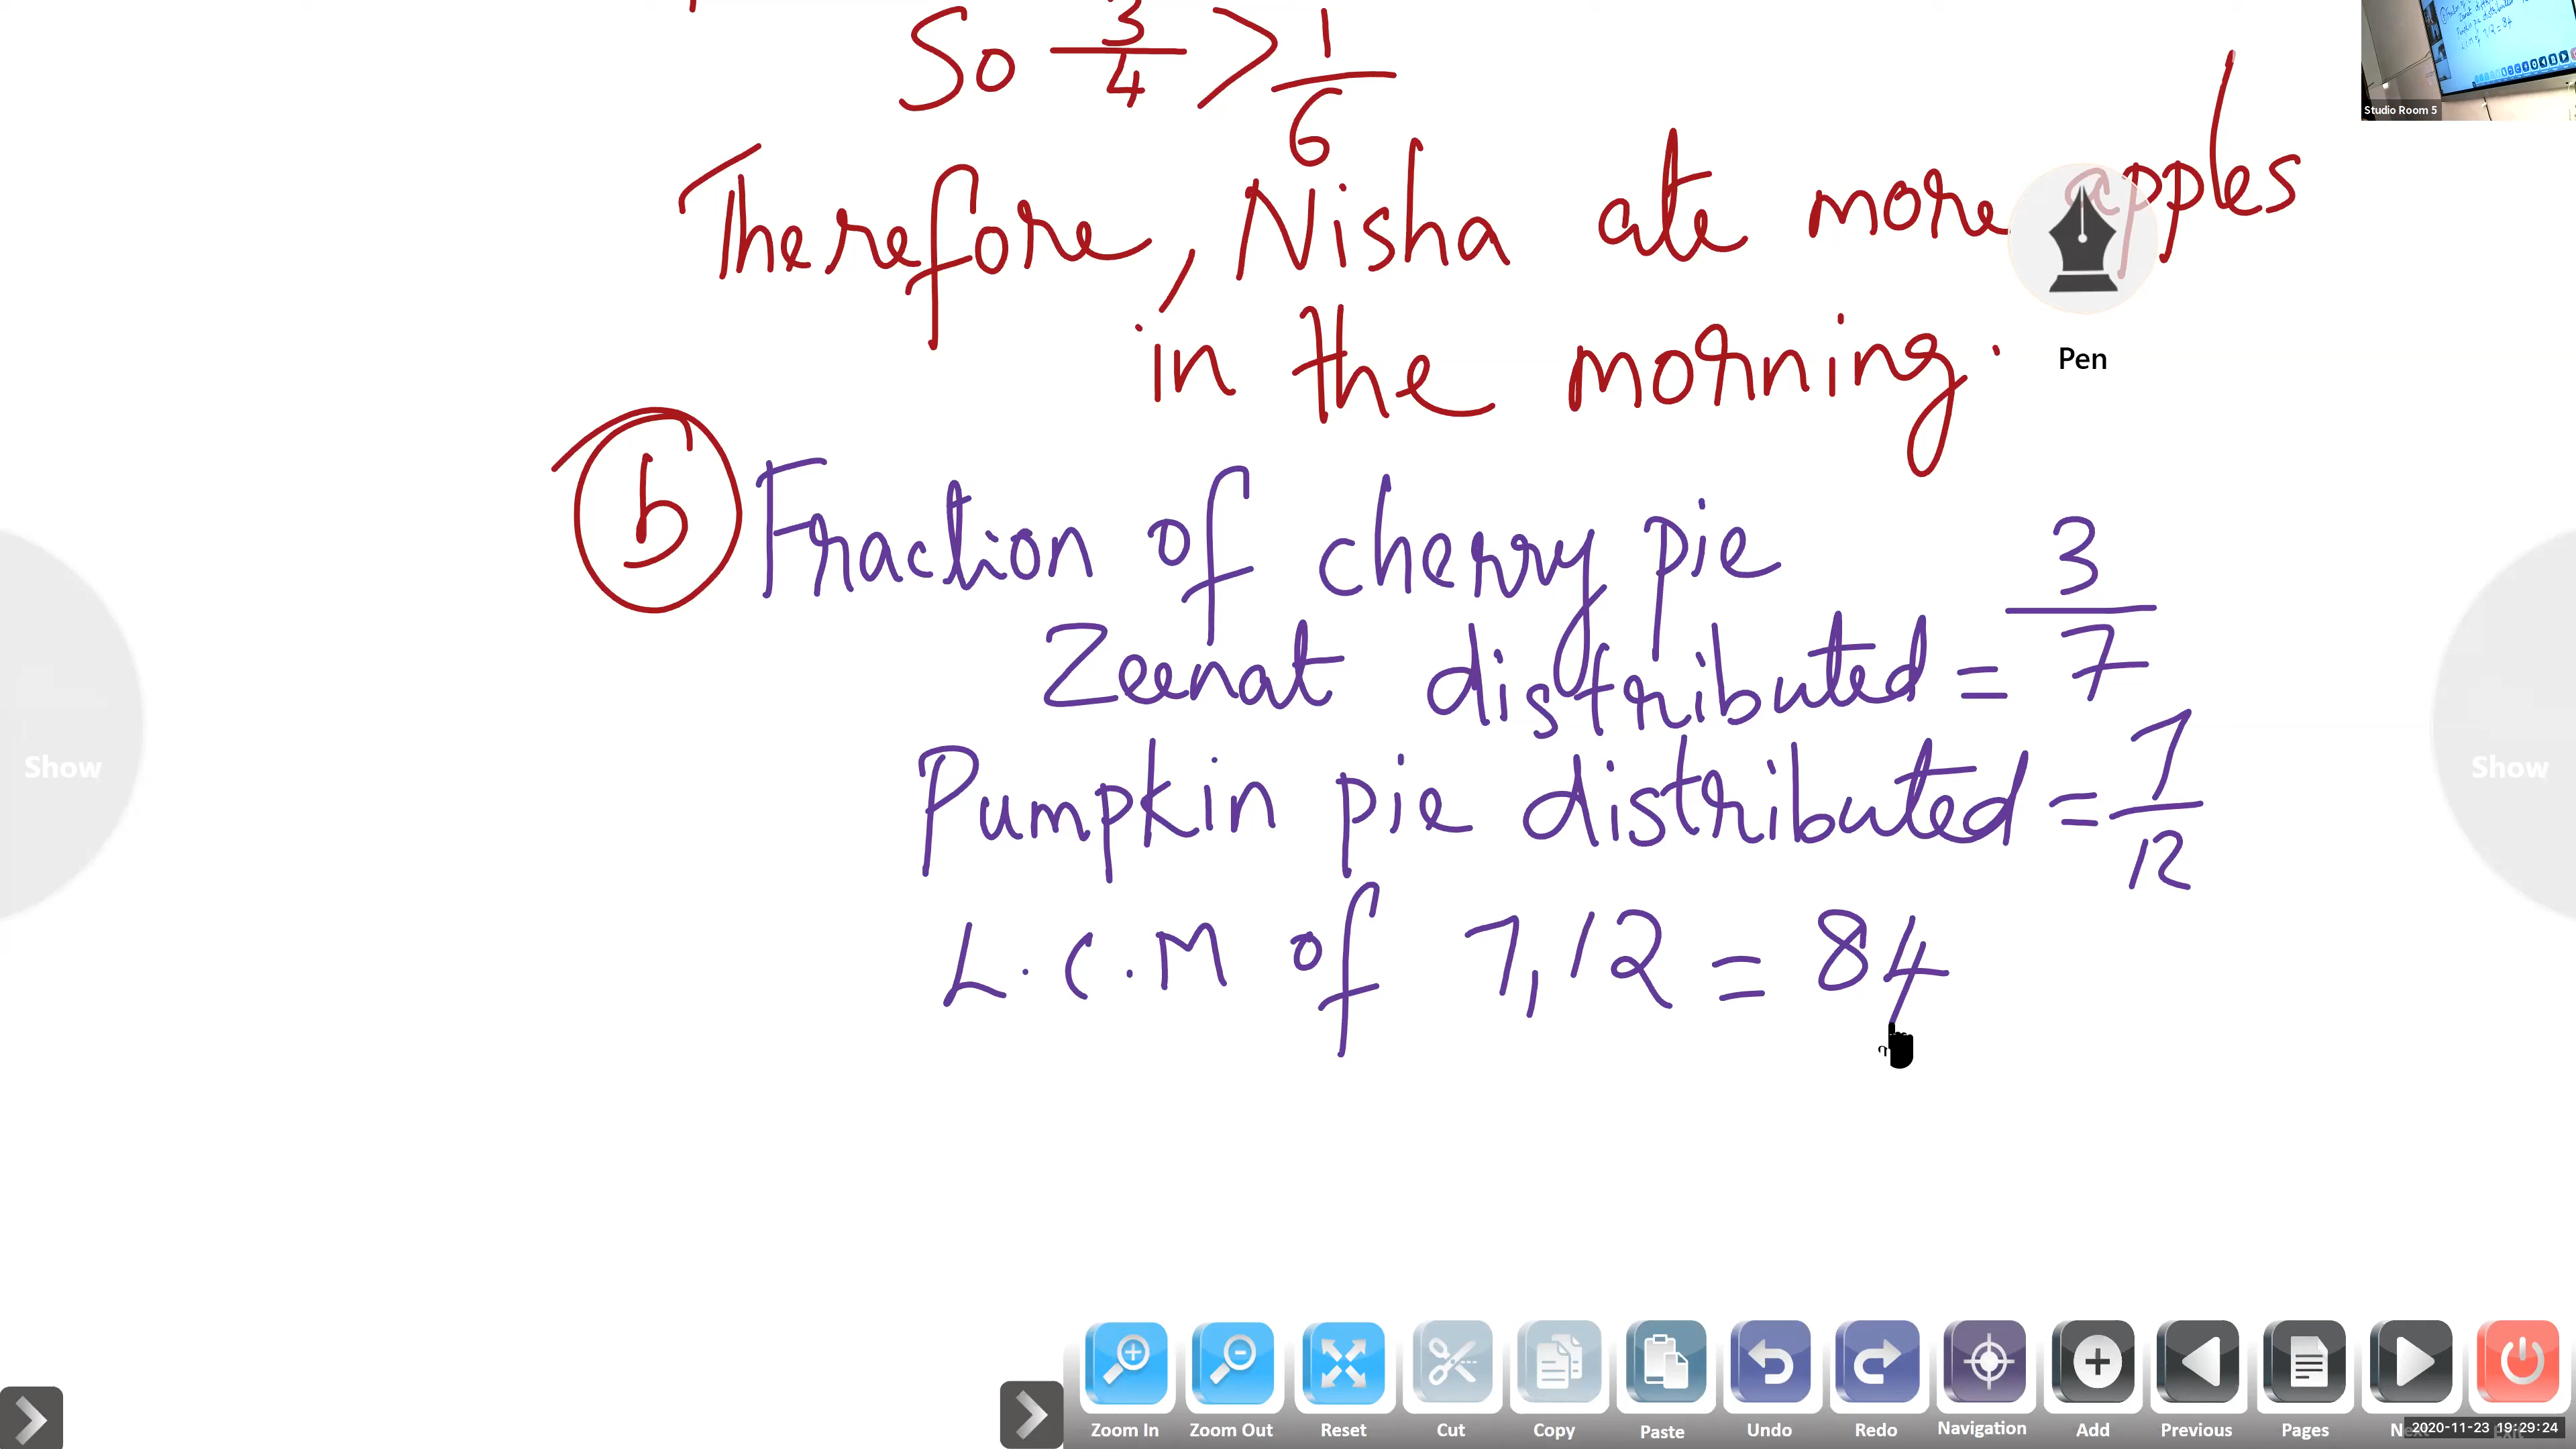 So 3/4 > 1/6
Therefore, Nisha ate more apples
in the morning.
Pen
b Fraction of cherry pie
Zeenat distributed = 3/7
Pumpkin pie distributed = 1/12
L.C.M of 7,12 = 84
Show
Show
Studio Room 5
Zoom In Zoom Out Reset Cut Copy Paste Undo Redo Navigation Add Previous Pages
2020-11-23 19:29:24